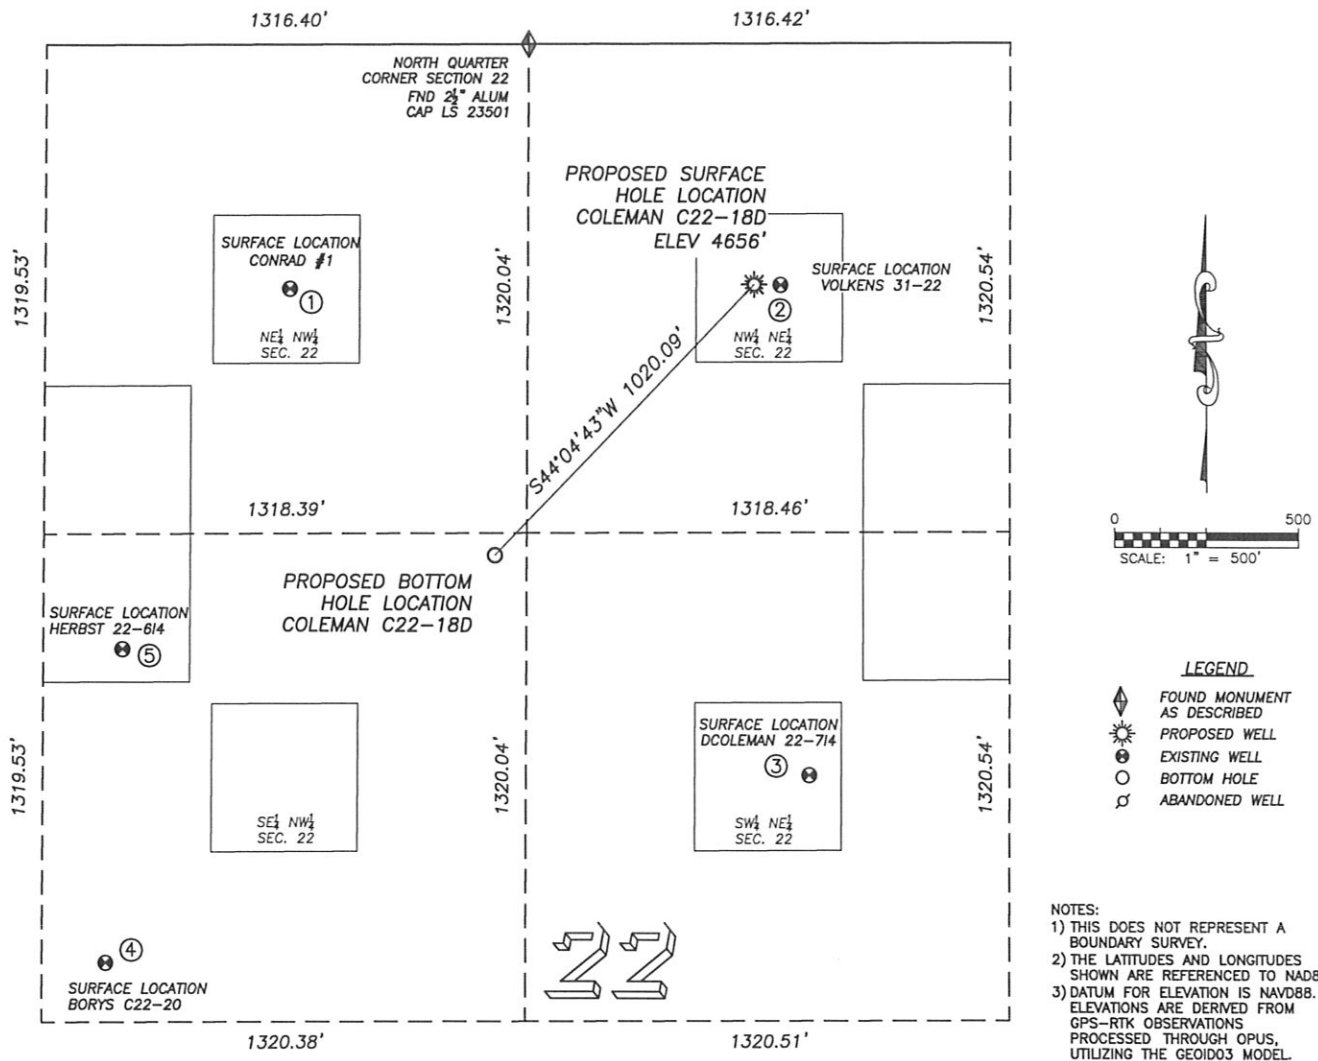 1316.40'
1316.42'
NORTH QUARTER
CORNER SECTION 22
FND 2½" ALUM
CAP LS 23501
PROPOSED SURFACE
HOLE LOCATION
COLEMAN C22-18D
ELEV 4656'
1319.53'
SURFACE LOCATION
CONRAD #1
1
NE¼ NW¼
SEC. 22
1320.04'
SURFACE LOCATION
VOLKENS 31-22
2
NW¼ NE¼
SEC. 22
1320.54'
S44°04'43"W 1020.09'
1318.39'
1318.46'
0 500
SCALE: 1" = 500'
PROPOSED BOTTOM
HOLE LOCATION
COLEMAN C22-18D
SURFACE LOCATION
HERBST 22-6I4
5
LEGEND
FOUND MONUMENT
AS DESCRIBED
PROPOSED WELL
EXISTING WELL
BOTTOM HOLE
ABANDONED WELL
1319.53'
1320.04'
SURFACE LOCATION
DCOLEMAN 22-7I4
3
1320.54'
SE¼ NW¼
SEC. 22
SW¼ NE¼
SEC. 22
4
SURFACE LOCATION
BORYS C22-20
22
NOTES:
1) THIS DOES NOT REPRESENT A
BOUNDARY SURVEY.
2) THE LATITUDES AND LONGITUDES
SHOWN ARE REFERENCED TO NAD8
3) DATUM FOR ELEVATION IS NAVD88.
ELEVATIONS ARE DERIVED FROM
GPS-RTK OBSERVATIONS
PROCESSED THROUGH OPUS,
UTILIZING THE GEOID03 MODEL.
1320.38'
1320.51'